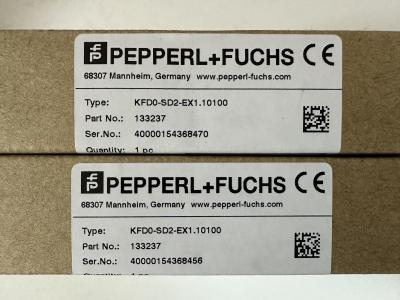 PEPPERL+FUCHS CE
68307 Mannheim, Germany www.pepperl-fuchs.com
Type: KFD0-SD2-EX1.10100
Part No.: 133237
Ser.No.: 40000154368470
Quantity: 1 pc
PEPPERL+FUCHS CE
68307 Mannheim, Germany www.pepperl-fuchs.com
Type: KFD0-SD2-EX1.10100
Part No.: 133237
Ser.No.: 40000154368456